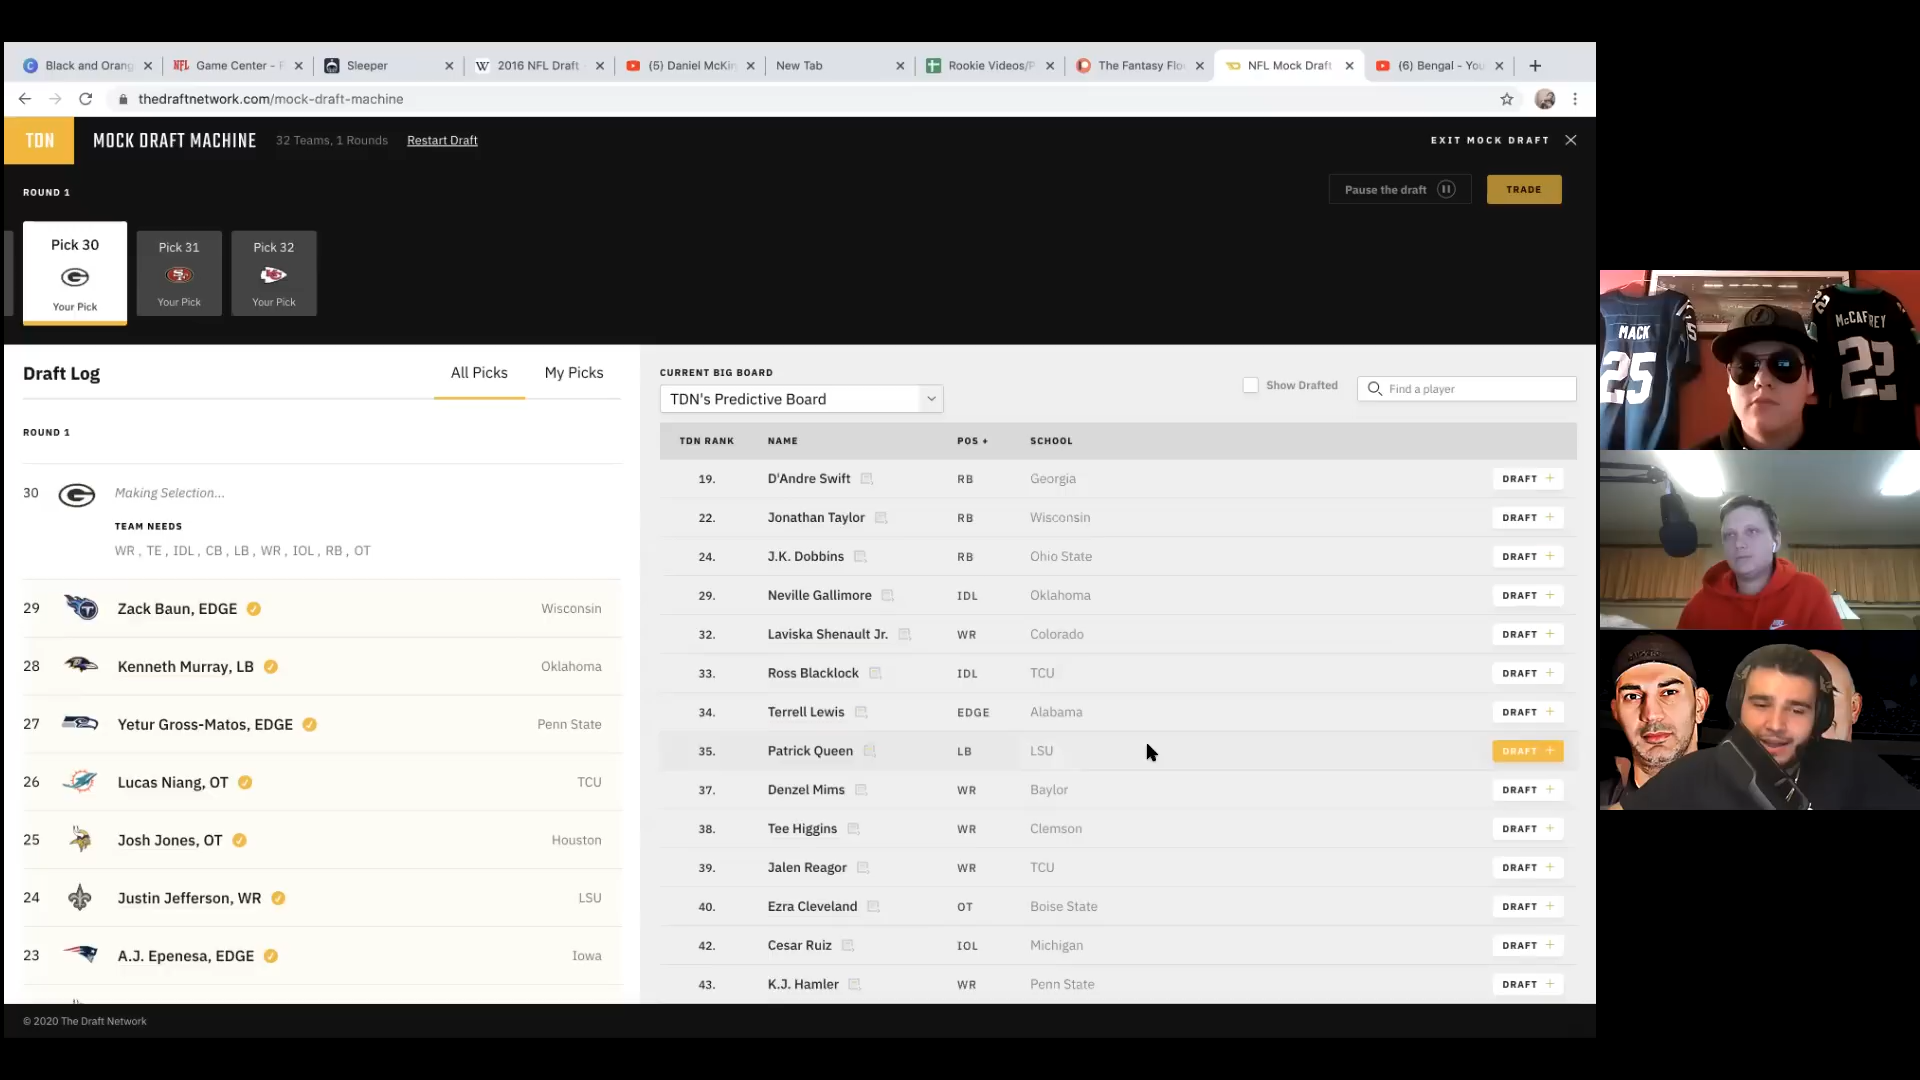 Black and Orang
Game Center - P
Sleeper
2016 NFL Draft
(5) Daniel McKin
New Tab
Rookie Videos/P
The Fantasy Flo
NFL Mock Draft
(6) Bengal - You
thedraftnetwork.com/mock-draft-machine
TDN
MOCK DRAFT MACHINE
32 Teams, 1 Rounds
Restart Draft
EXIT MOCK DRAFT
ROUND 1
Pause the draft
TRADE
Pick 30
Your Pick
Pick 31
Your Pick
Pick 32
Your Pick
Draft Log
All Picks
My Picks
ROUND 1
30
Making Selection...
TEAM NEEDS
WR , TE , IDL , CB , LB , WR , IOL , RB , OT
29 Zack Baun, EDGE Wisconsin
28 Kenneth Murray, LB Oklahoma
27 Yetur Gross-Matos, EDGE Penn State
26 Lucas Niang, OT TCU
25 Josh Jones, OT Houston
24 Justin Jefferson, WR LSU
23 A.J. Epenesa, EDGE Iowa
CURRENT BIG BOARD
TDN's Predictive Board
Show Drafted
Find a player
TDN RANK NAME POS + SCHOOL
19. D'Andre Swift RB Georgia DRAFT +
22. Jonathan Taylor RB Wisconsin DRAFT +
24. J.K. Dobbins RB Ohio State DRAFT +
29. Neville Gallimore IDL Oklahoma DRAFT +
32. Laviska Shenault Jr. WR Colorado DRAFT +
33. Ross Blacklock IDL TCU DRAFT +
34. Terrell Lewis EDGE Alabama DRAFT +
35. Patrick Queen LB LSU DRAFT +
37. Denzel Mims WR Baylor DRAFT +
38. Tee Higgins WR Clemson DRAFT +
39. Jalen Reagor WR TCU DRAFT +
40. Ezra Cleveland OT Boise State DRAFT +
42. Cesar Ruiz IOL Michigan DRAFT +
43. K.J. Hamler WR Penn State DRAFT +
© 2020 The Draft Network
MACK
25
McCAFFREY
22